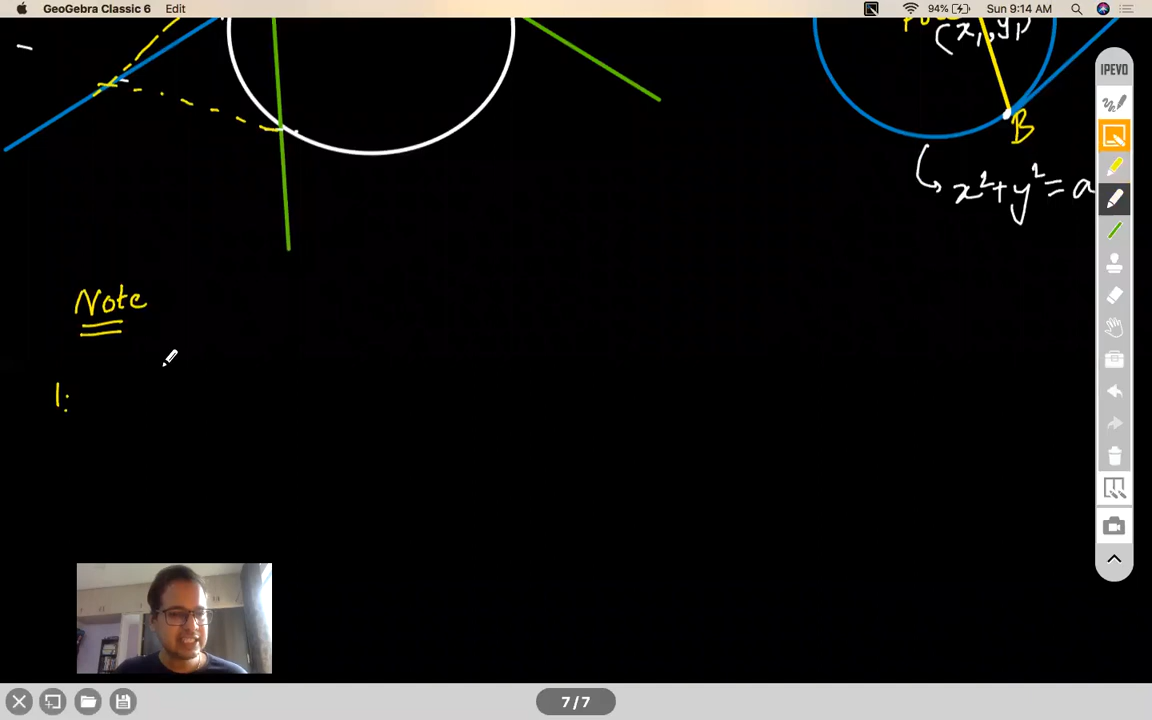 GeoGebra Classic 6 Edit
94%
Sun 9:14 AM
(x₁, y₁)
B
x² + y² = a
IPEVO
Note
1.
7 / 7